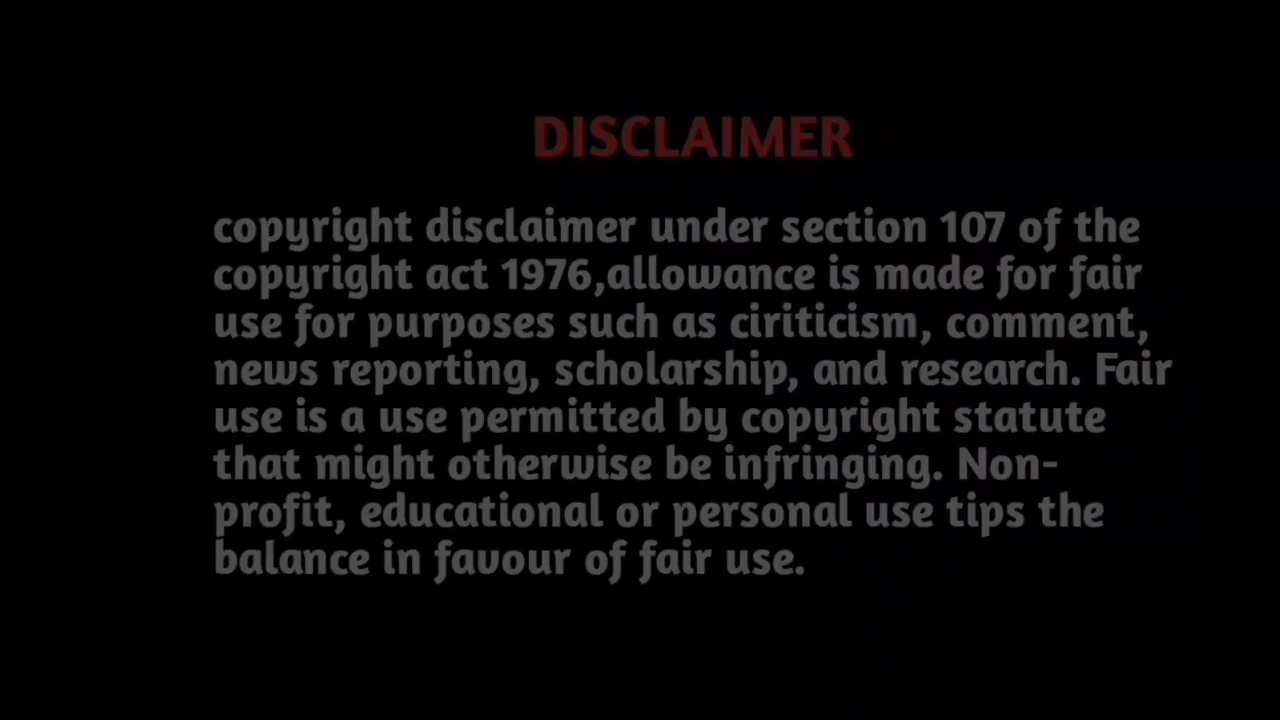 DISCLAIMER
copyright disclaimer under section 107 of the
copyright act 1976,allowance is made for fair
use for purposes such as ciriticism, comment,
news reporting, scholarship, and research. Fair
use is a use permitted by copyright statute
that might otherwise be infringing. Non-
profit, educational or personal use tips the
balance in favour of fair use.